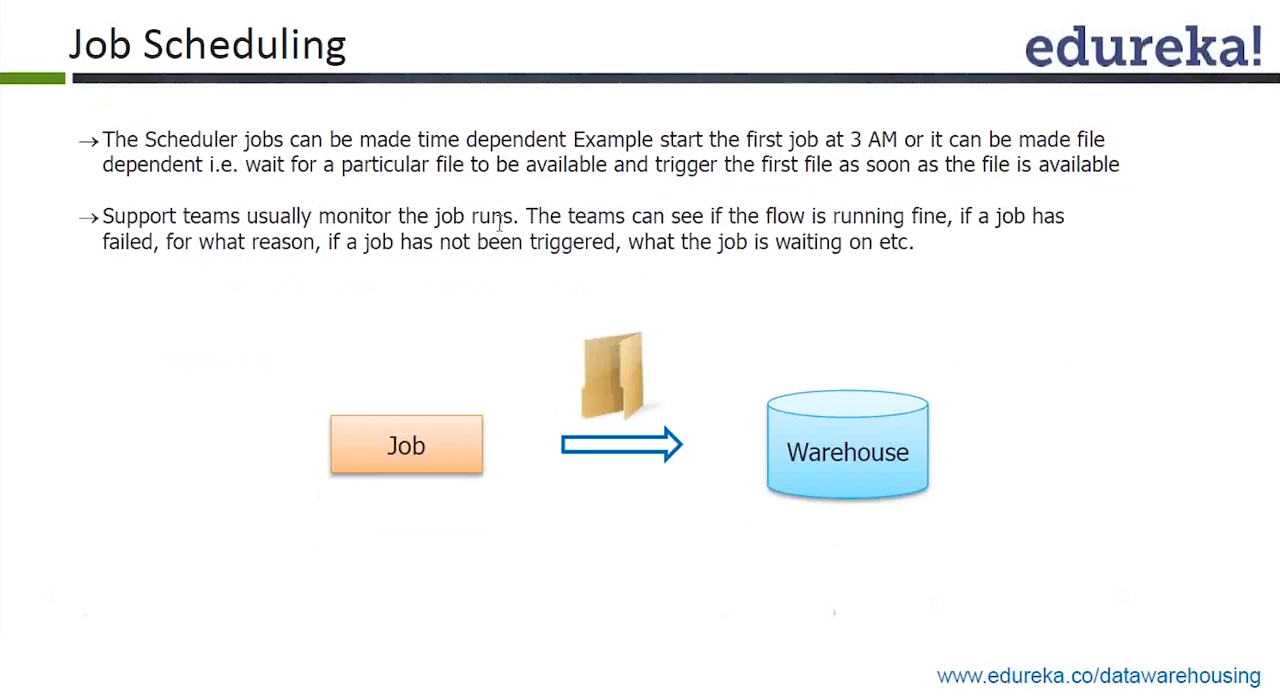 Job Scheduling
edureka!
→The Scheduler jobs can be made time dependent Example start the first job at 3 AM or it can be made file
dependent i.e. wait for a particular file to be available and trigger the first file as soon as the file is available
→Support teams usually monitor the job runs. The teams can see if the flow is running fine, if a job has
failed, for what reason, if a job has not been triggered, what the job is waiting on etc.
Job
Warehouse
www.edureka.co/datawarehousing